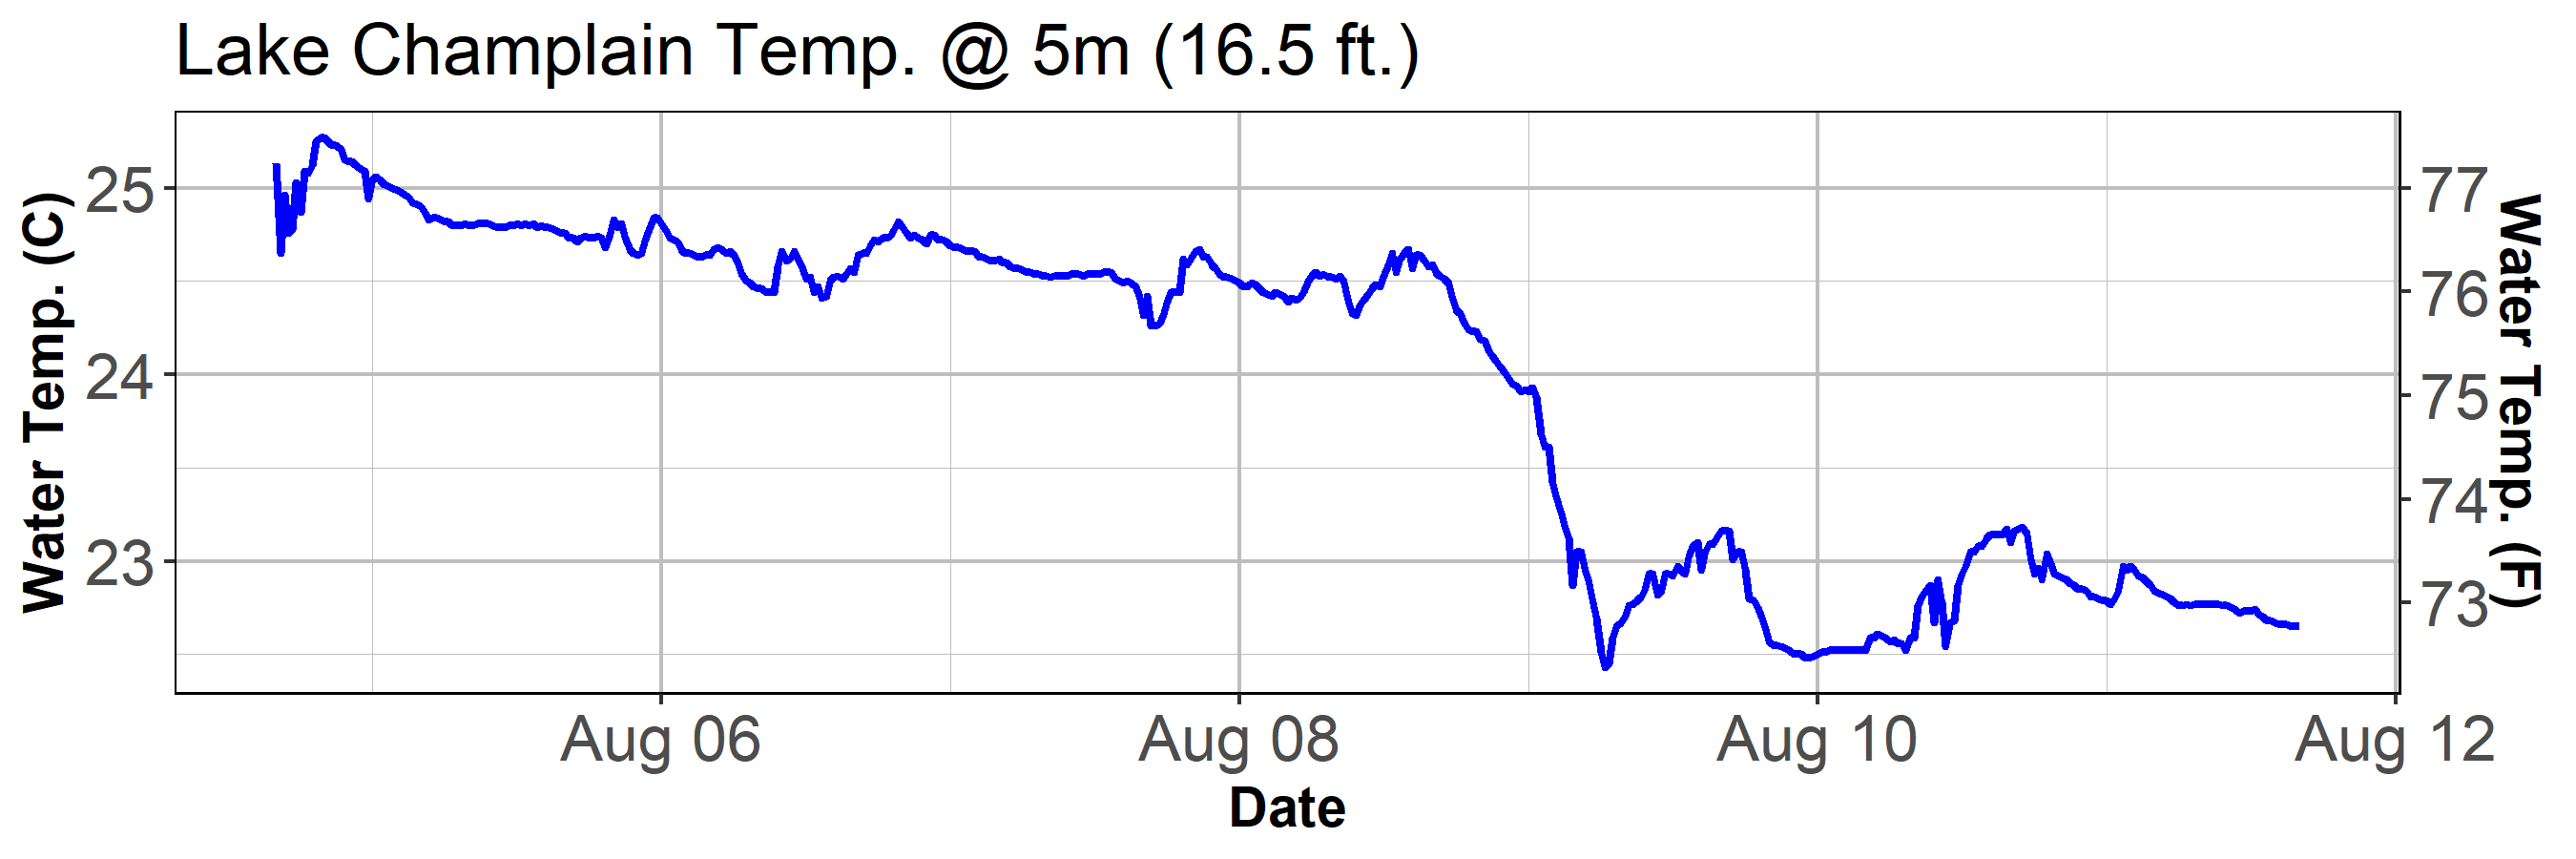 Lake Champlain Temp. @ 5m (16.5 ft.)
Water Temp. (C)
25
24
23
77
76
75
74
73
Water Temp. (F)
Aug 06
Aug 08
Aug 10
Aug 12
Date